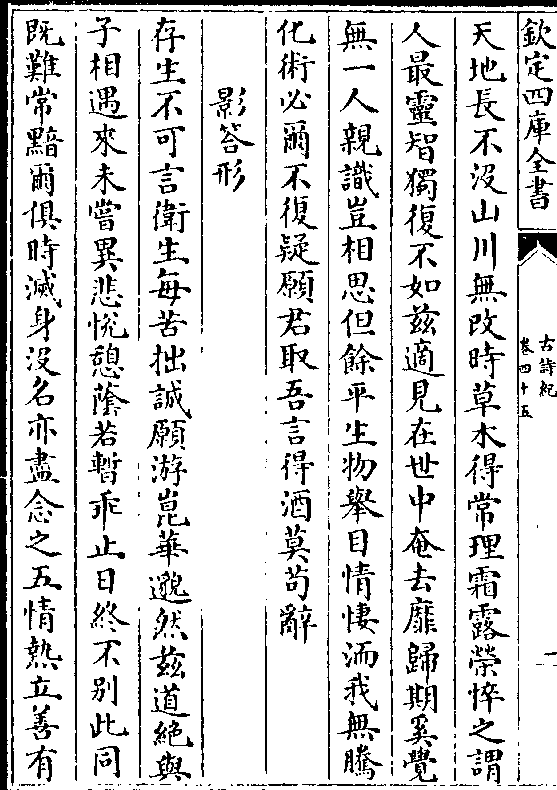 欽定四庫全書
古詩紀
卷四十五
一
天地長不沒山川無改時草木得常理霜露榮悴之謂
人最靈智獨復不如茲適見在世中奄去靡歸期奚覺
無一人親識豈相思但餘平生物舉目情悽洏我無騰
化術必爾不復疑願君取吾言得酒莫苟辭
影答形
存生不可言衛生每苦拙誠願游崑華邈然茲道絕與
子相遇來未嘗異悲悅憩蔭若暫乖止日終不別此同
既難常黯爾俱時滅身沒名亦盡念之五情熱立善有